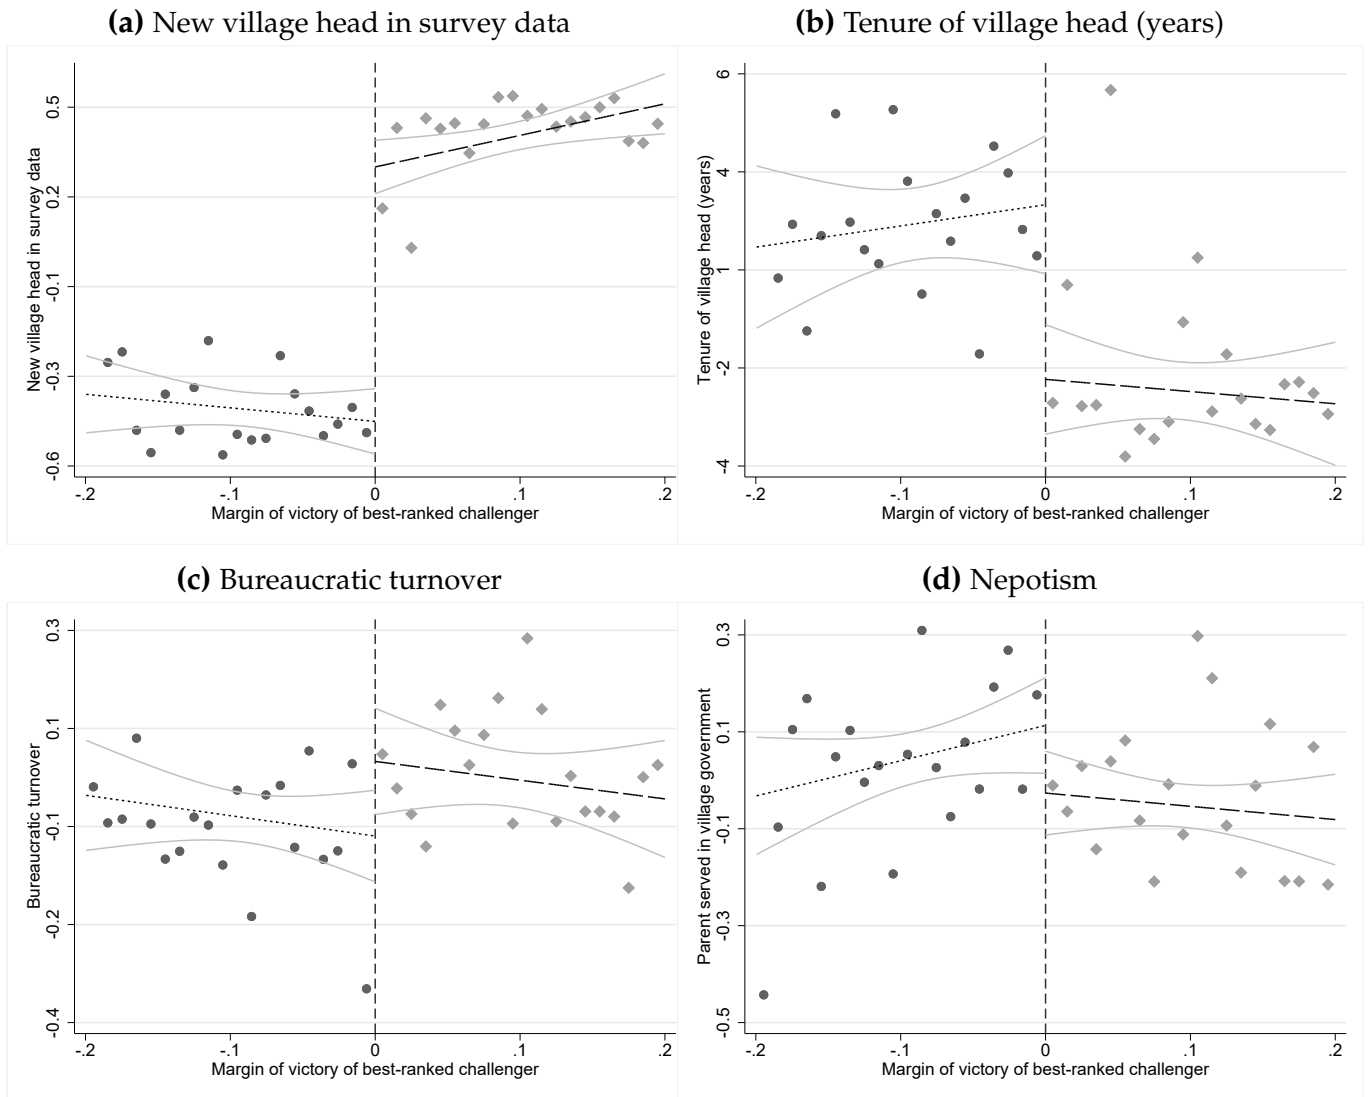 (a) New village head in survey data
New village head in survey data
0.5
0.2
-0.1
-0.3
-0.6
-.2 -.1 0 .1 .2
Margin of victory of best-ranked challenger
(b) Tenure of village head (years)
Tenure of village head (years)
6
4
1
-2
-4
-.2 -.1 0 .1 .2
Margin of victory of best-ranked challenger
(c) Bureaucratic turnover
Bureaucratic turnover
0.3
0.1
-0.1
-0.2
-0.4
-.2 -.1 0 .1 .2
Margin of victory of best-ranked challenger
(d) Nepotism
Parent served in village government
0.3
0.1
-0.1
-0.3
-0.5
-.2 -.1 0 .1 .2
Margin of victory of best-ranked challenger